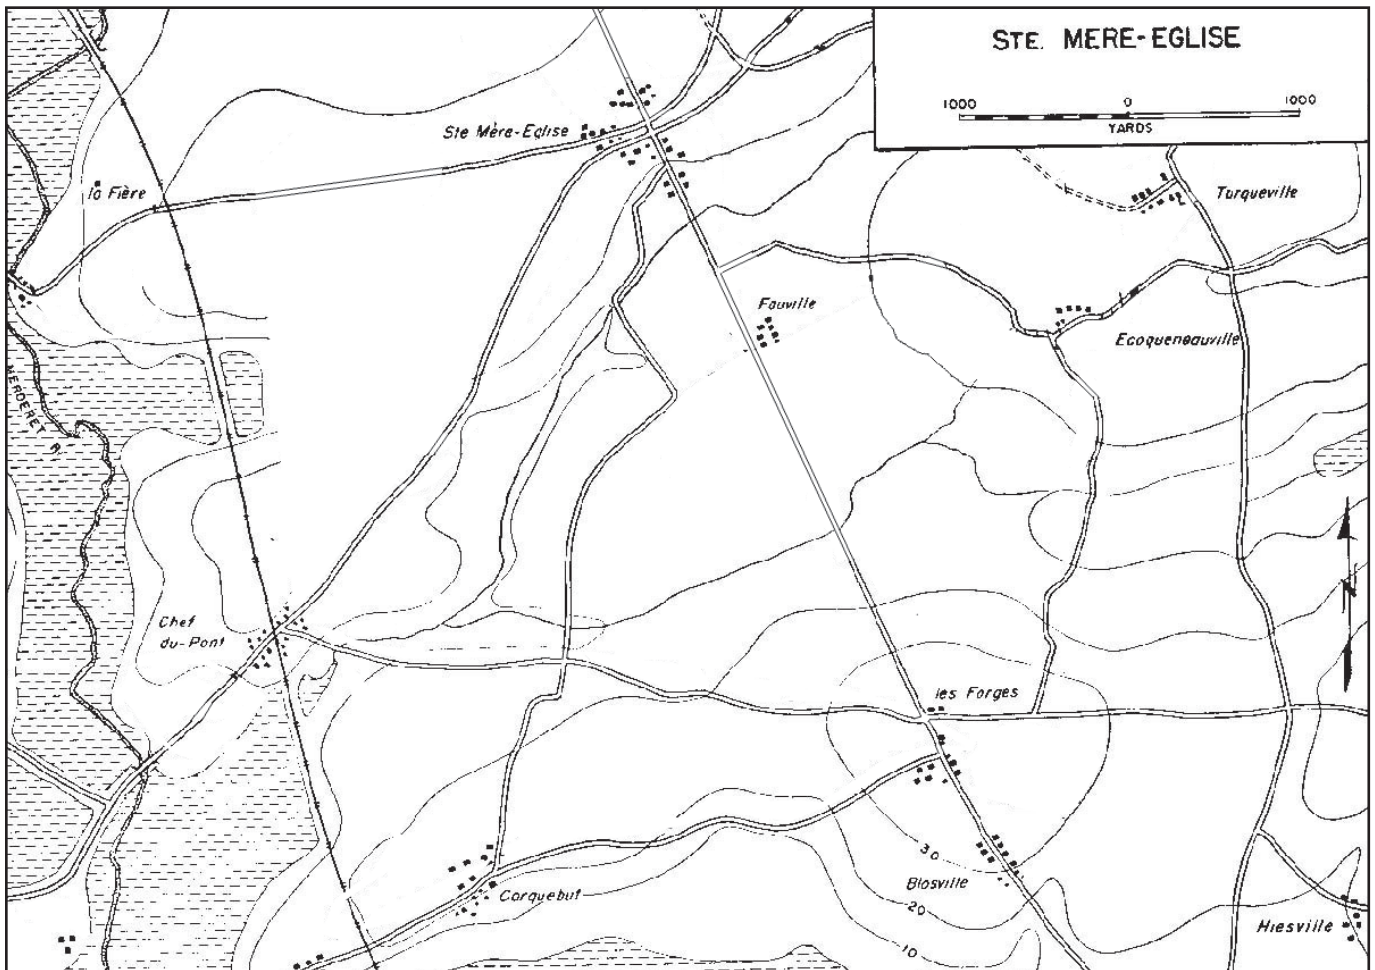 STE. MERE-EGLISE
1000 0 1000
YARDS
Ste Mère-Eglise
la Fière
Turqueville
Fauville
Ecoqueneauville
MERDERET R.
N
Chef
du-Pont
les Forges
30
Blosville
20
Carquebut
Hiesville
10